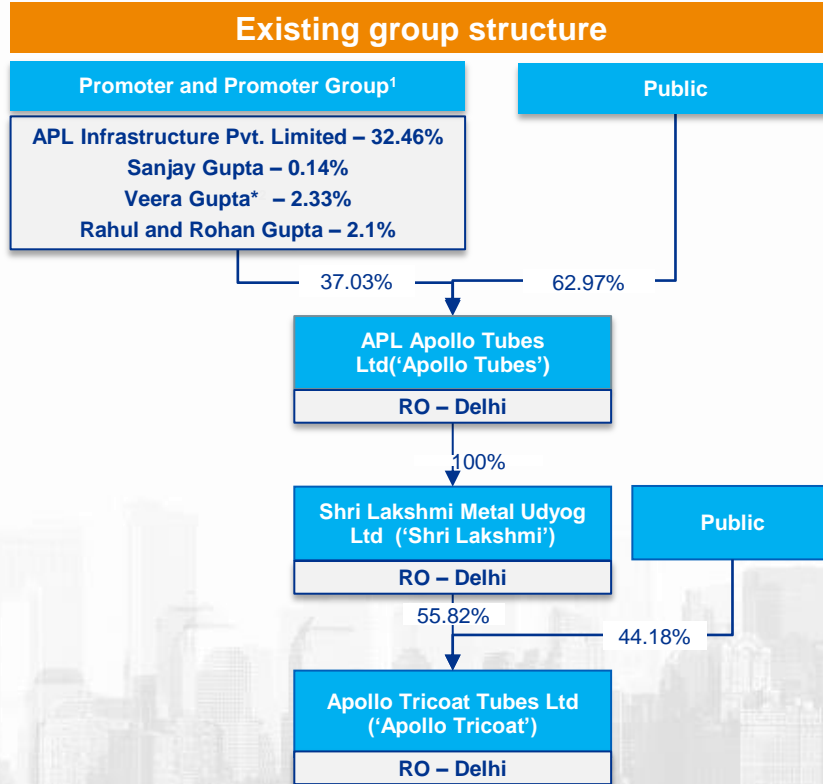 Existing group structure
Promoter and Promoter Group¹
Public
APL Infrastructure Pvt. Limited – 32.46%
Sanjay Gupta – 0.14%
Veera Gupta* – 2.33%
Rahul and Rohan Gupta – 2.1%
37.03%
62.97%
APL Apollo Tubes
Ltd(‘Apollo Tubes’)
RO – Delhi
100%
Shri Lakshmi Metal Udyog
Ltd (‘Shri Lakshmi’)
Public
RO – Delhi
55.82%
44.18%
Apollo Tricoat Tubes Ltd
(‘Apollo Tricoat’)
RO – Delhi